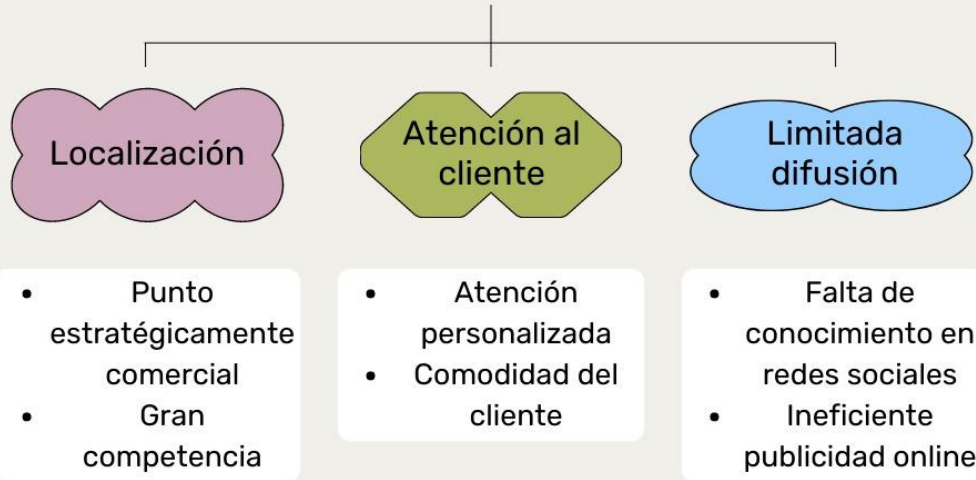 Localización
Atención al
cliente
Limitada
difusión
• Punto
estratégicamente
comercial
• Gran
competencia
• Atención
personalizada
• Comodidad del
cliente
• Falta de
conocimiento en
redes sociales
• Ineficiente
publicidad online